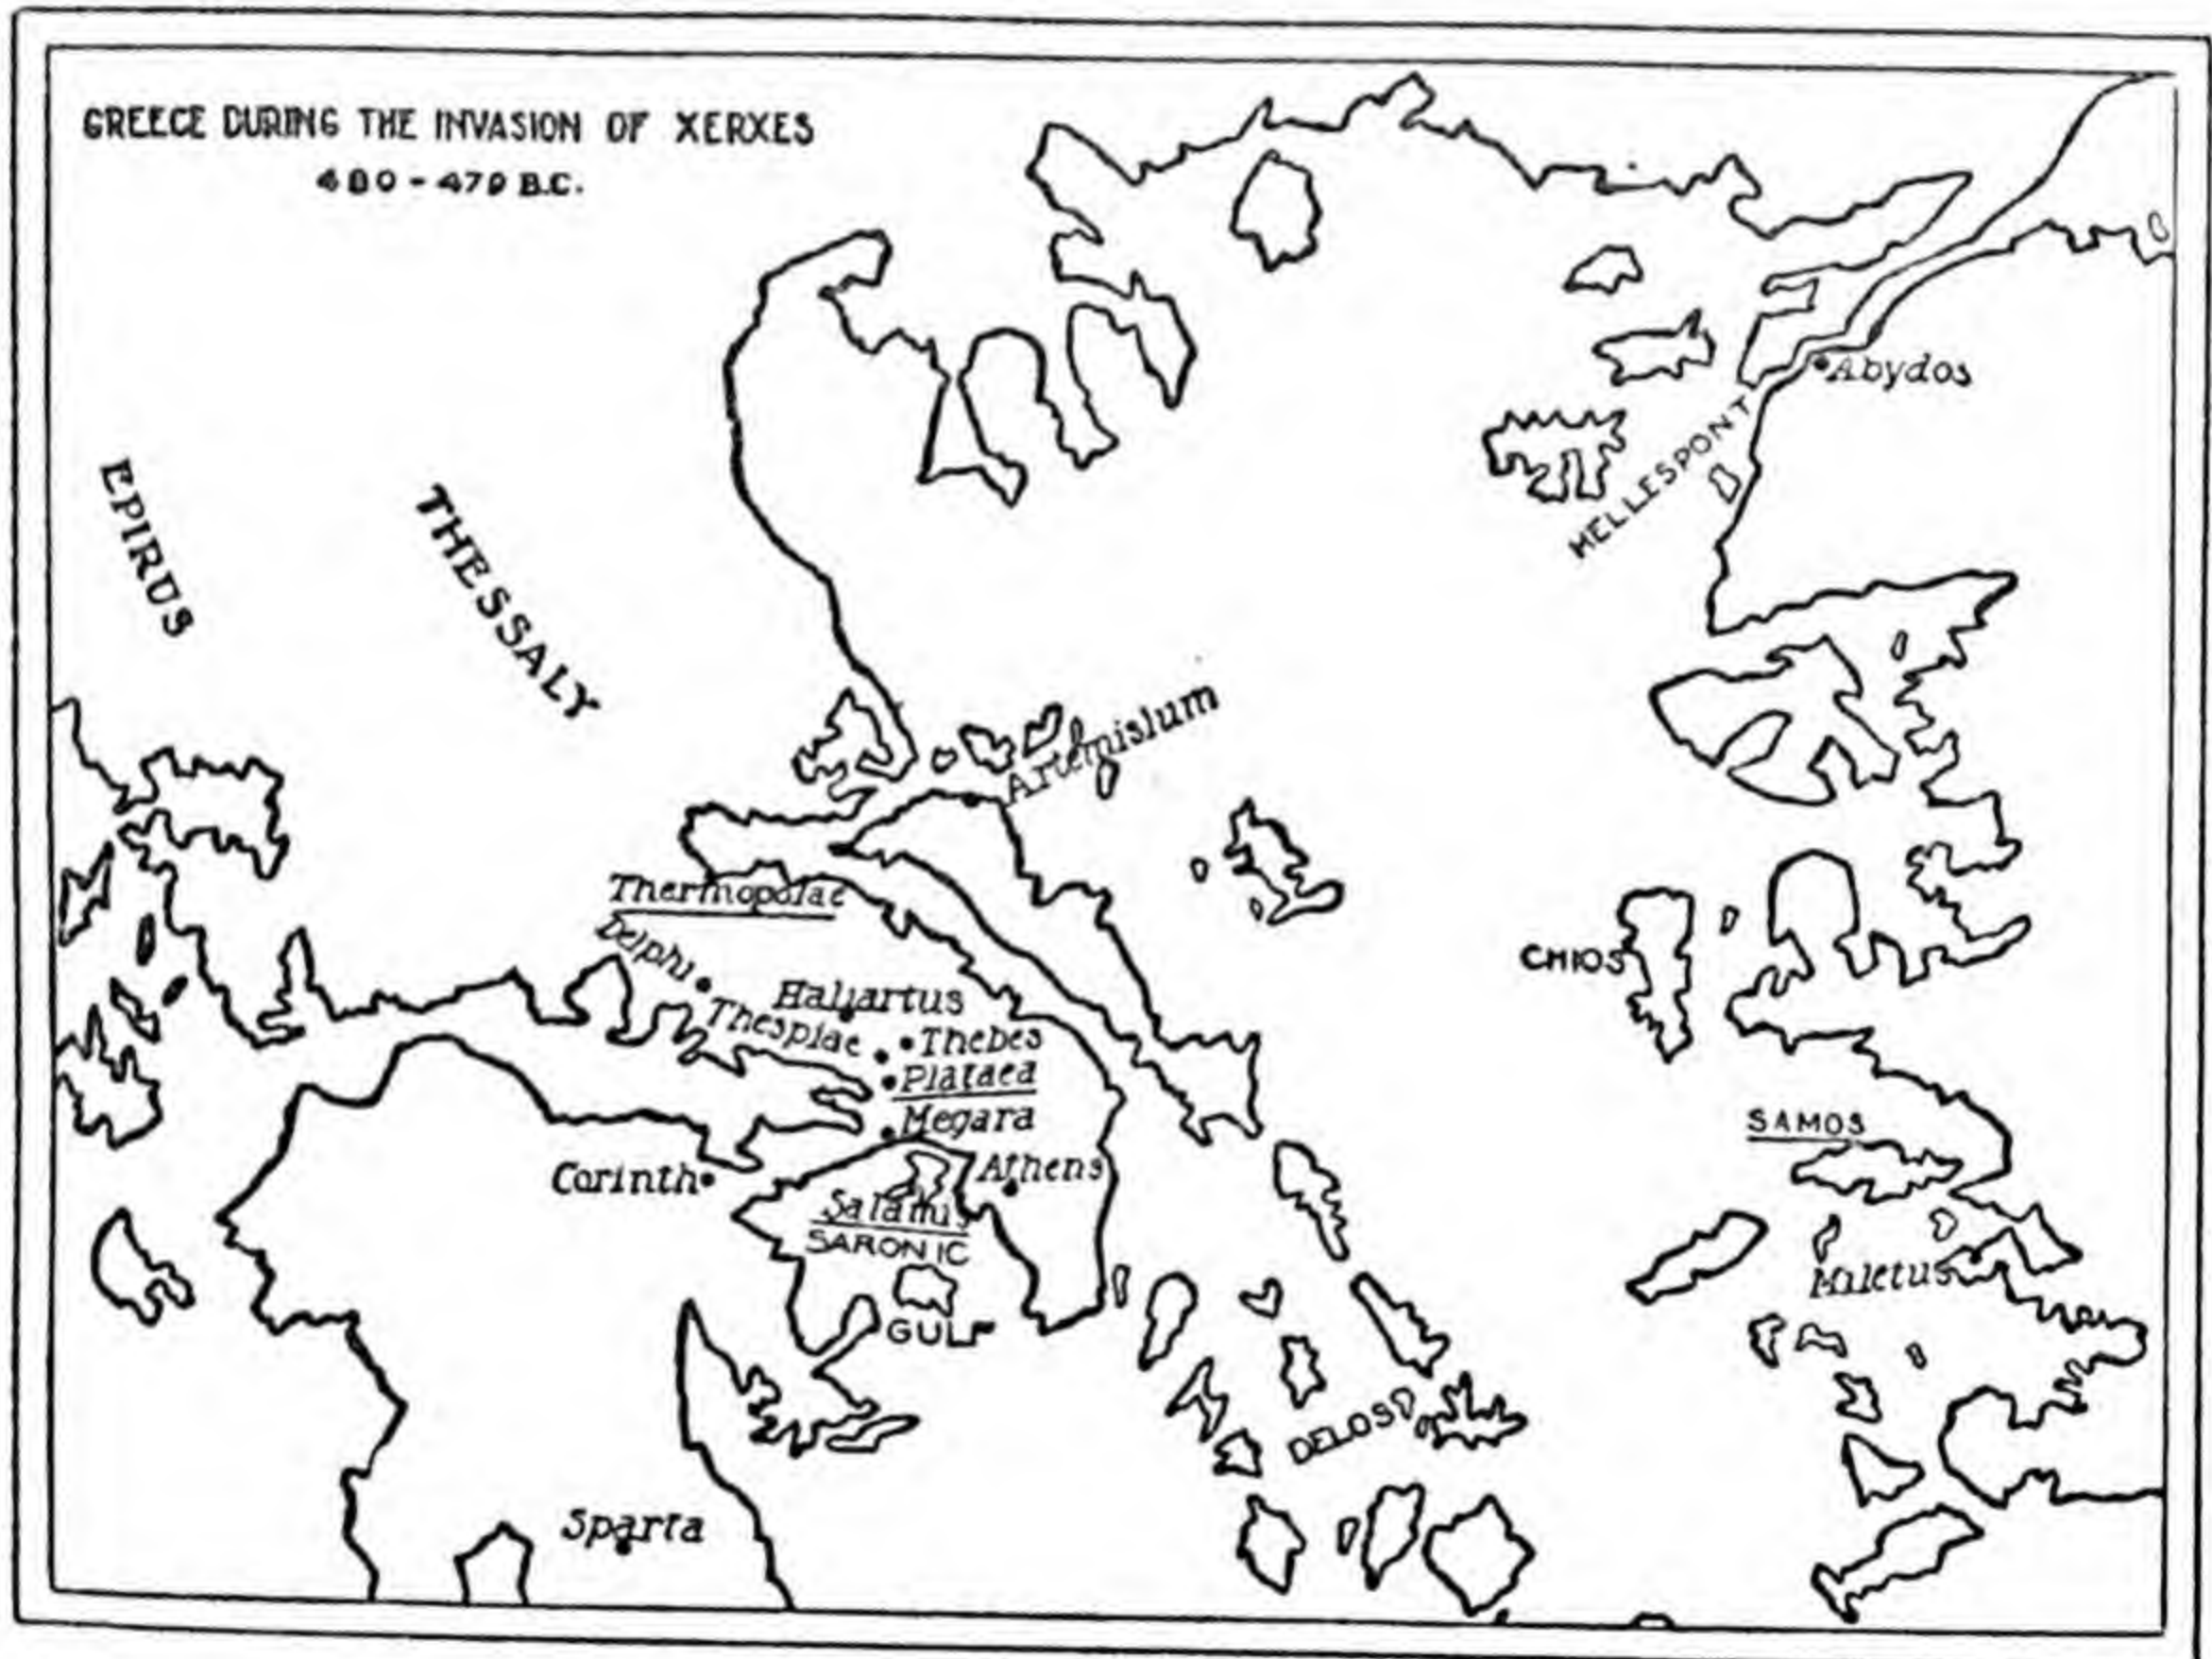 GREECE DURING THE INVASION OF XERXES
480 - 479 B.C.
Abydos
HELLESPONT
EPIRUS
THESSALY
Artemisium
Thermopolae
Delphi
Haliartus
Thespiae
Thebes
Plataea
Megara
Corinth
Athens
Salamis
SARONIC
GULF
CHIOS
SAMOS
Miletus
DELOS
Sparta